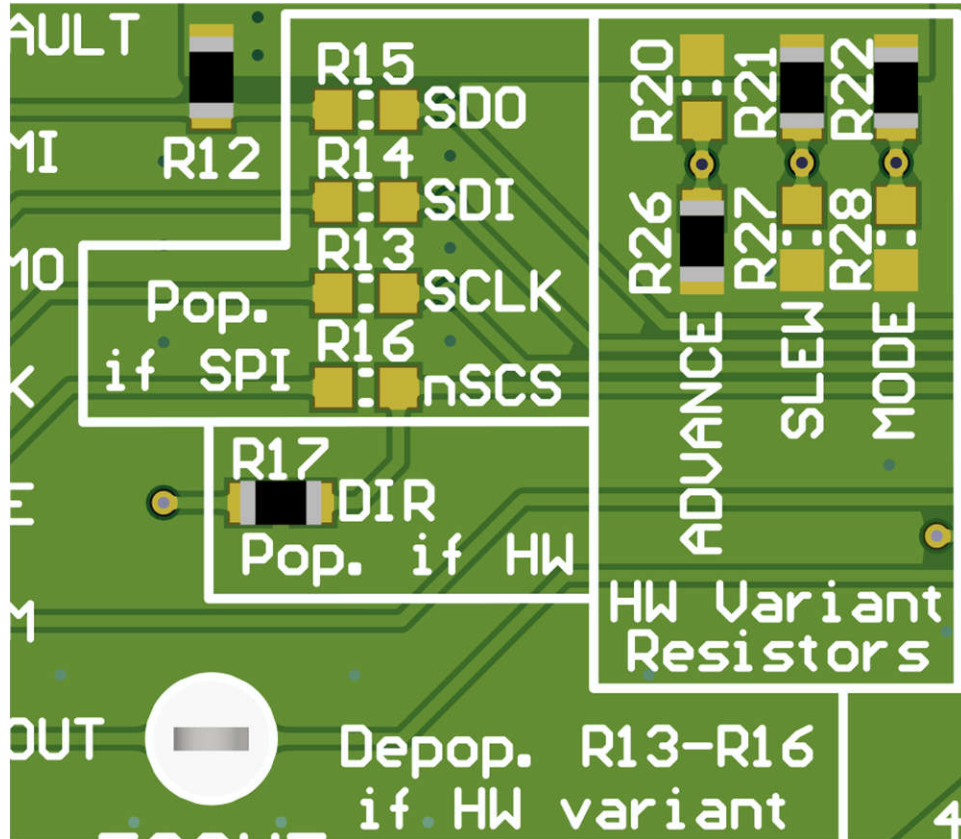 AULT
R12
MI
MO
K
E
M
OUT
R15
SDO
R14
SDI
R13
SCLK
R16
nSCS
Pop.
if SPI
R17
DIR
Pop. if HW
R20
R21
R22
R26
R27
R28
ADVANCE
SLEW
MODE
HW Variant
Resistors
Depop. R13-R16
if HW variant
4